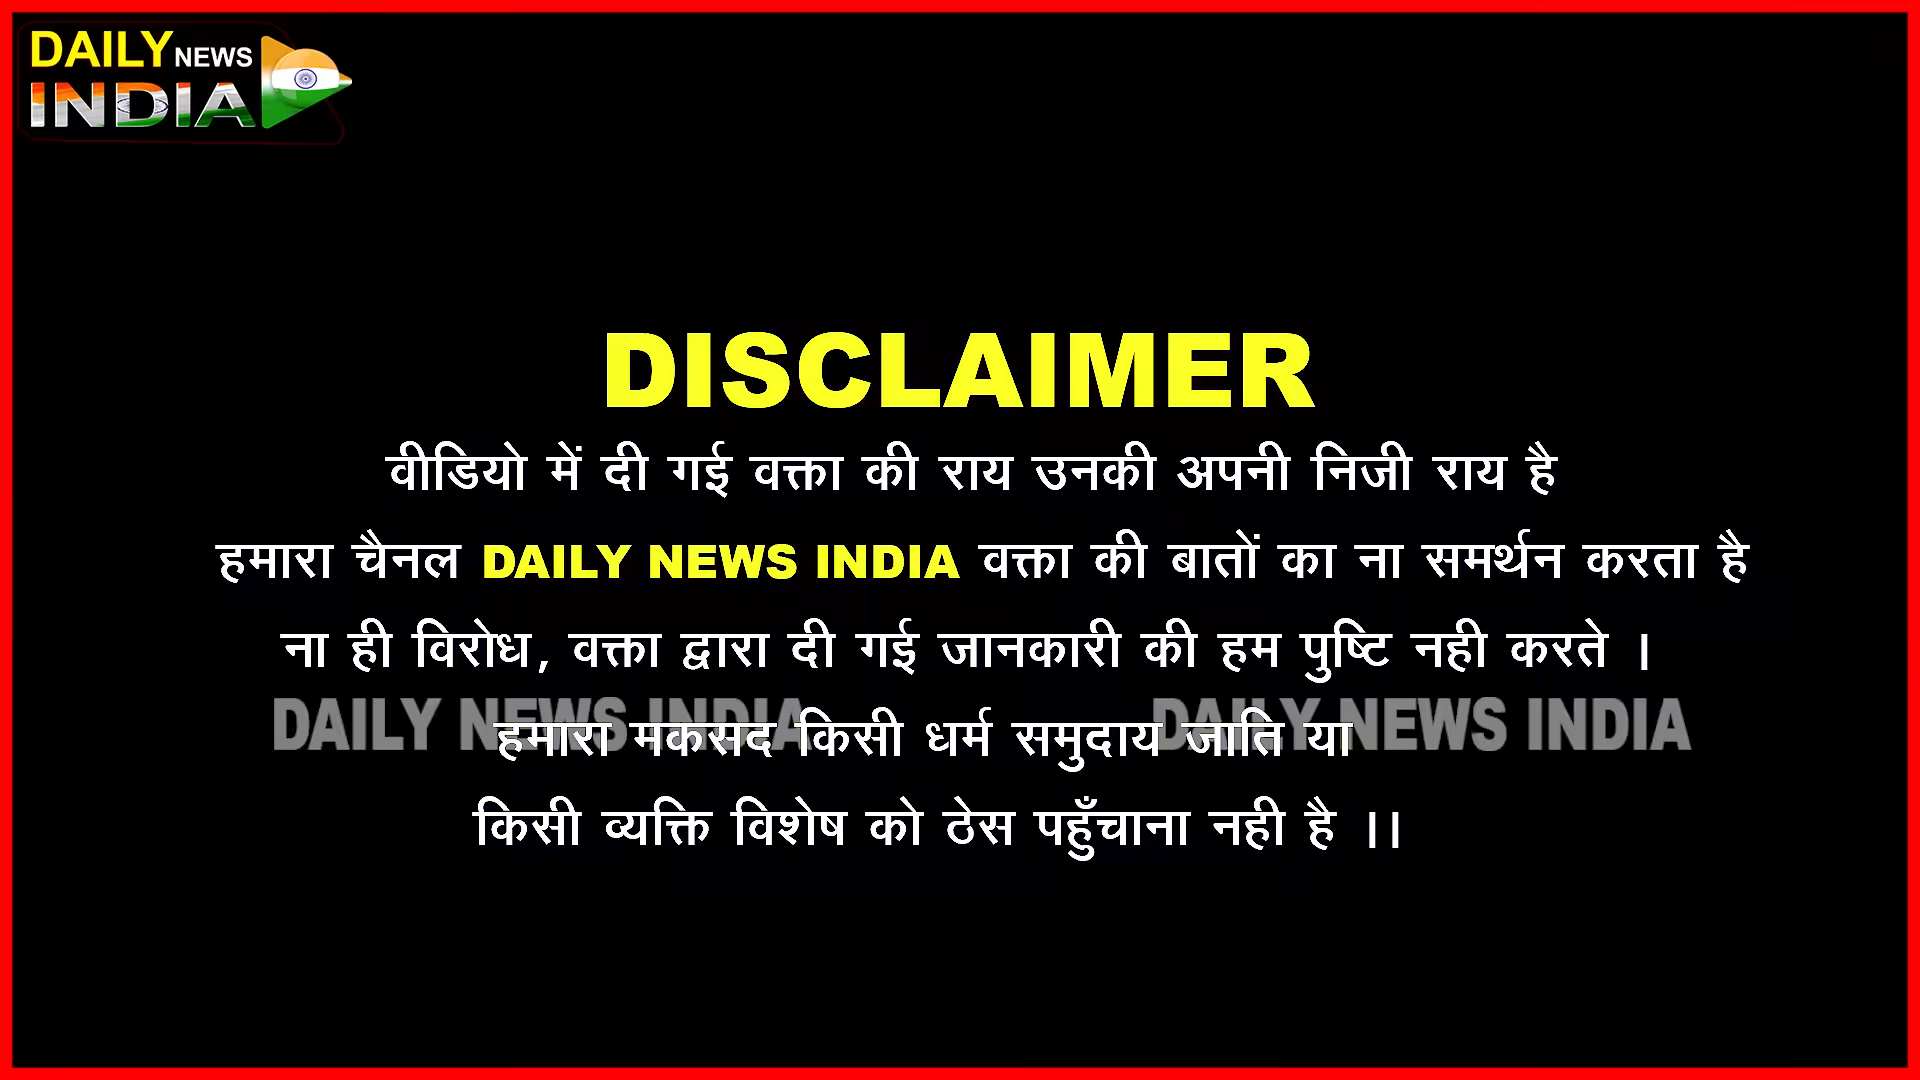 DAILY NEWS
INDIA
DISCLAIMER
वीडियो में दी गई वक्ता की राय उनकी अपनी निजी राय है
हमारा चैनल DAILY NEWS INDIA वक्ता की बातों का ना समर्थन करता है
ना ही विरोध, वक्ता द्वारा दी गई जानकारी की हम पुष्टि नही करते ।
DAILY NEWS INDIA DAILY NEWS INDIA
हमारा मकसद किसी धर्म समुदाय जाति या
किसी व्यक्ति विशेष को ठेस पहुँचाना नही है ।।